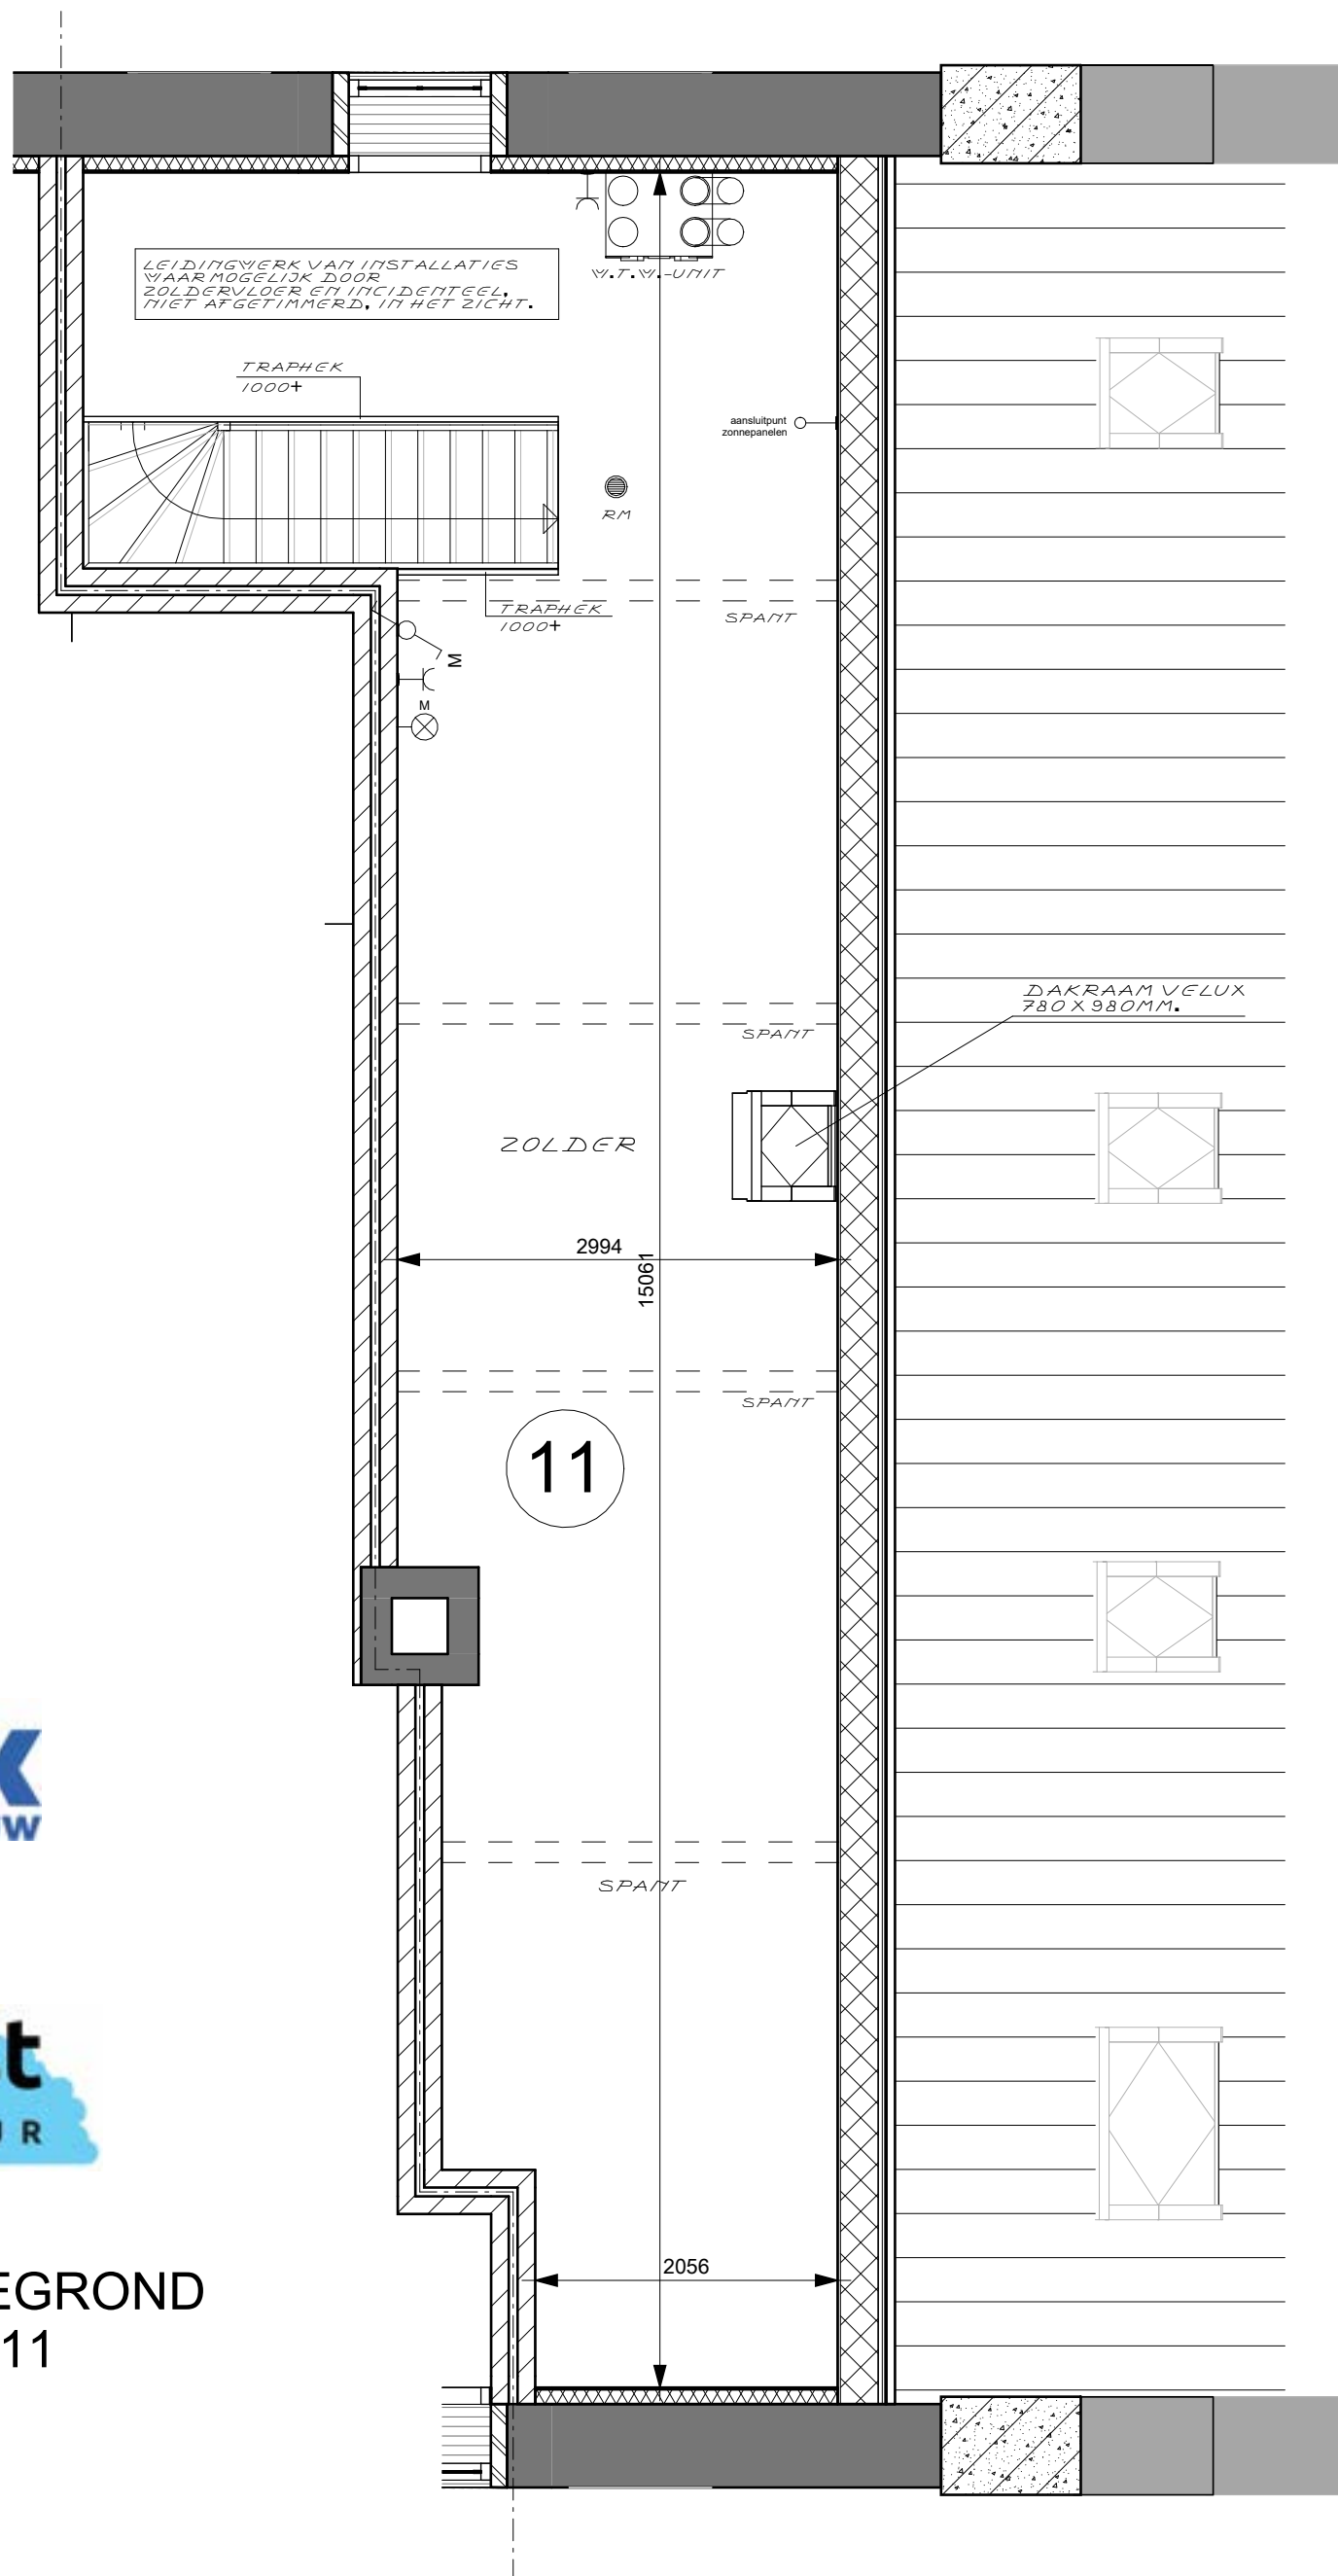 LEIDINGWERK VAN INSTALLATIES
WAAR MOGELIJK DOOR
ZOLDERVLOER EN INCIDENTEEL,
NIET AFGETIMMERD, IN HET ZICHT.
W.T.W.-UNIT
TRAPHEK
1000+
aansluitpunt
zonnepanelen
RM
TRAPHEK
1000+
SPANT
M
M
DAKRAAM VELUX
780 X 980MM.
SPANT
ZOLDER
2994
15061
SPANT
11
SPANT
2056
EGROND
11